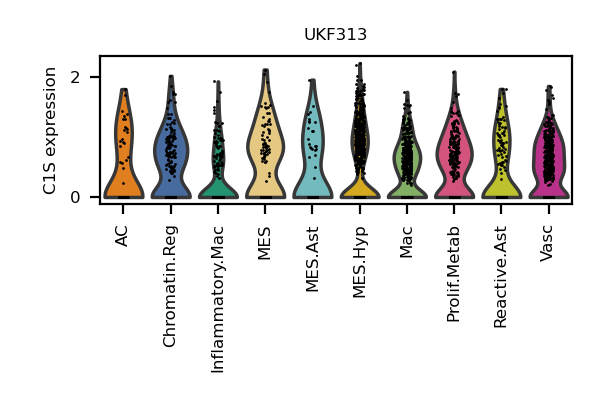 UKF313
C1S expression
2
0
AC
Chromatin.Reg
Inflammatory.Mac
MES
MES.Ast
MES.Hyp
Mac
Prolif.Metab
Reactive.Ast
Vasc